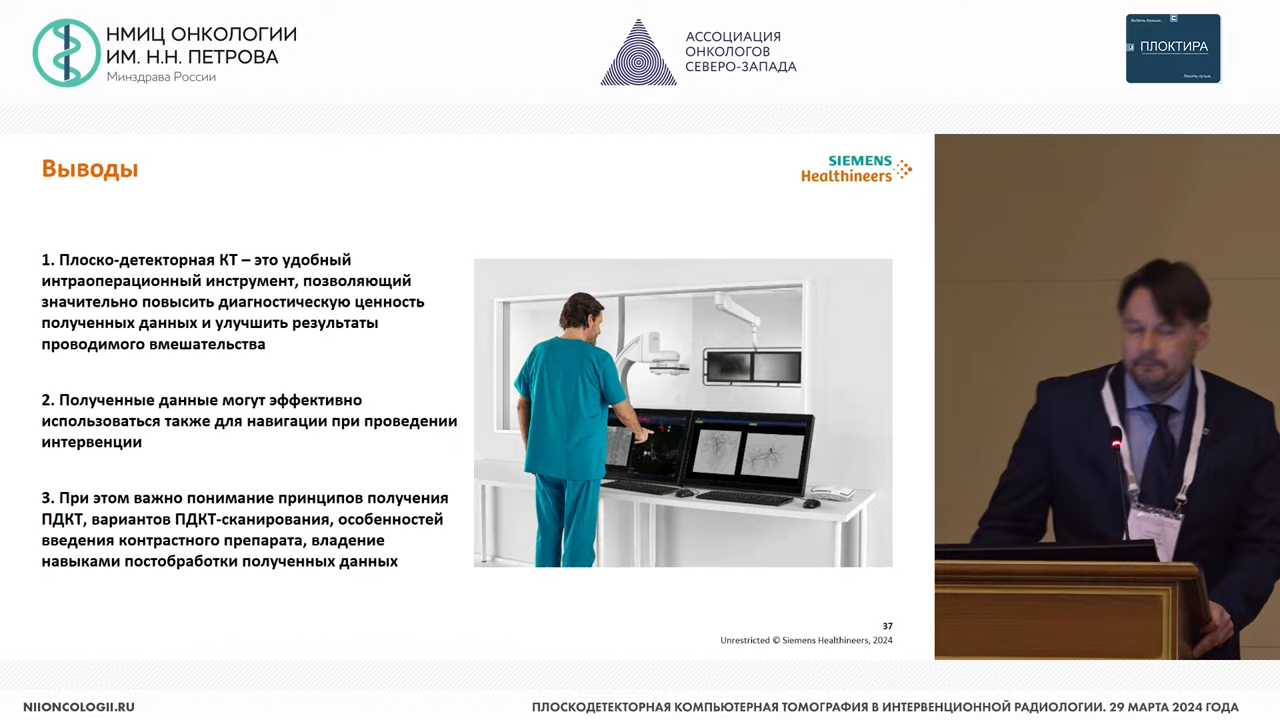 НМИЦ ОНКОЛОГИИ
ИМ. Н.Н. ПЕТРОВА
Минздрава России
АССОЦИАЦИЯ
ОНКОЛОГОВ
СЕВЕРО-ЗАПАДА
Видеть больше...
ПЛОКТИРА
Лечить лучше...
Выводы
SIEMENS
Healthineers
1. Плоско-детекторная КТ – это удобный
интраоперационный инструмент, позволяющий
значительно повысить диагностическую ценность
полученных данных и улучшить результаты
проводимого вмешательства
2. Полученные данные могут эффективно
использоваться также для навигации при проведении
интервенции
3. При этом важно понимание принципов получения
ПДКТ, вариантов ПДКТ-сканирования, особенностей
введения контрастного препарата, владение
навыками постобработки полученных данных
37
Unrestricted © Siemens Healthineers, 2024
NIIONCOLOGII.RU
ПЛОСКОДЕТЕКТОРНАЯ КОМПЬЮТЕРНАЯ ТОМОГРАФИЯ В ИНТЕРВЕНЦИОННОЙ РАДИОЛОГИИ. 29 МАРТА 2024 ГОДА